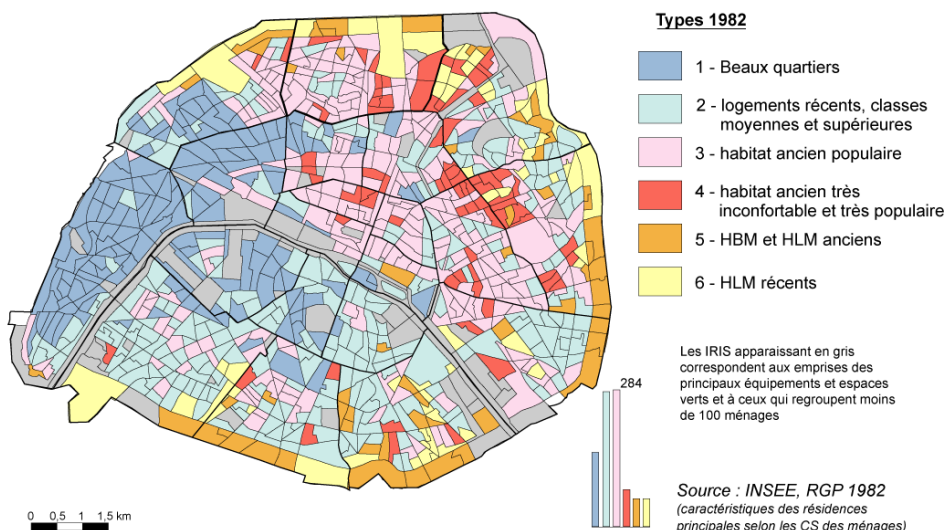 Types 1982
1 - Beaux quartiers
2 - logements récents, classes
moyennes et supérieures
3 - habitat ancien populaire
4 - habitat ancien très
inconfortable et très populaire
5 - HBM et HLM anciens
6 - HLM récents
Les IRIS apparaissant en gris
correspondent aux emprises des
principaux équipements et espaces
verts et à ceux qui regroupent moins
de 100 ménages
284
Source : INSEE, RGP 1982
(caractéristiques des résidences
principales selon les CS des ménages)
0 0,5 1 1,5 km